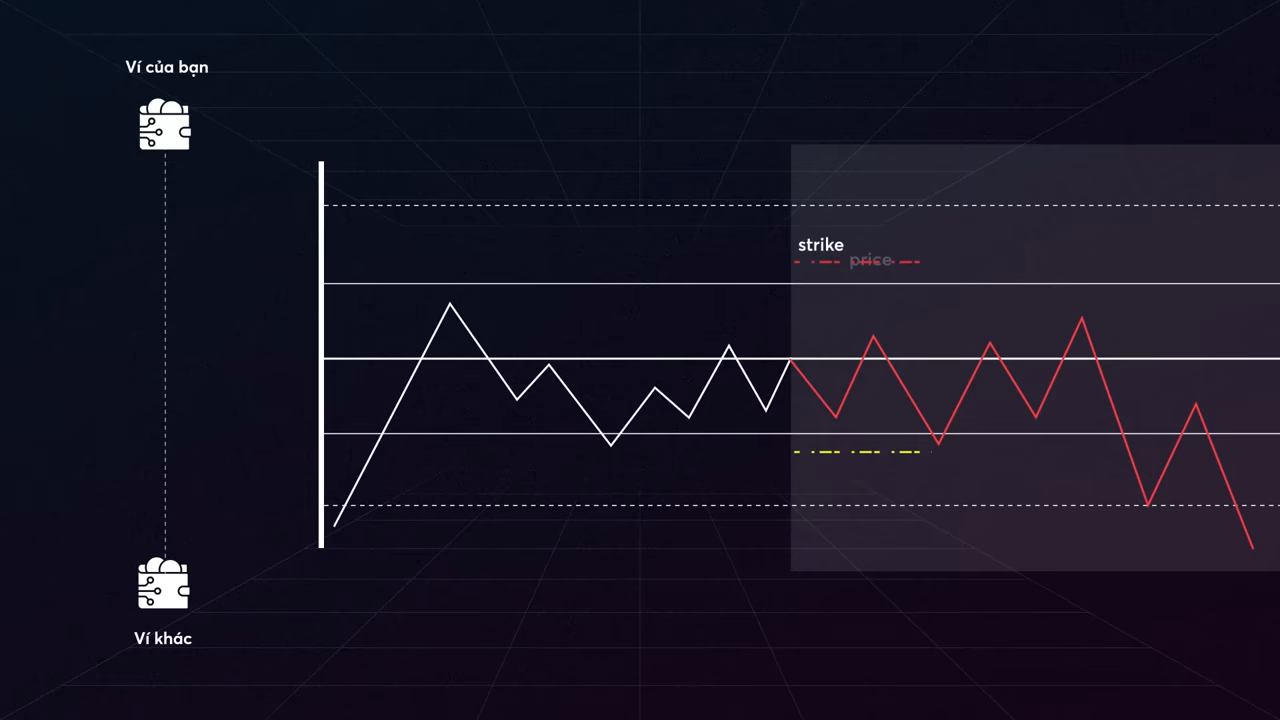 Ví của bạn
strike
price
Ví khác